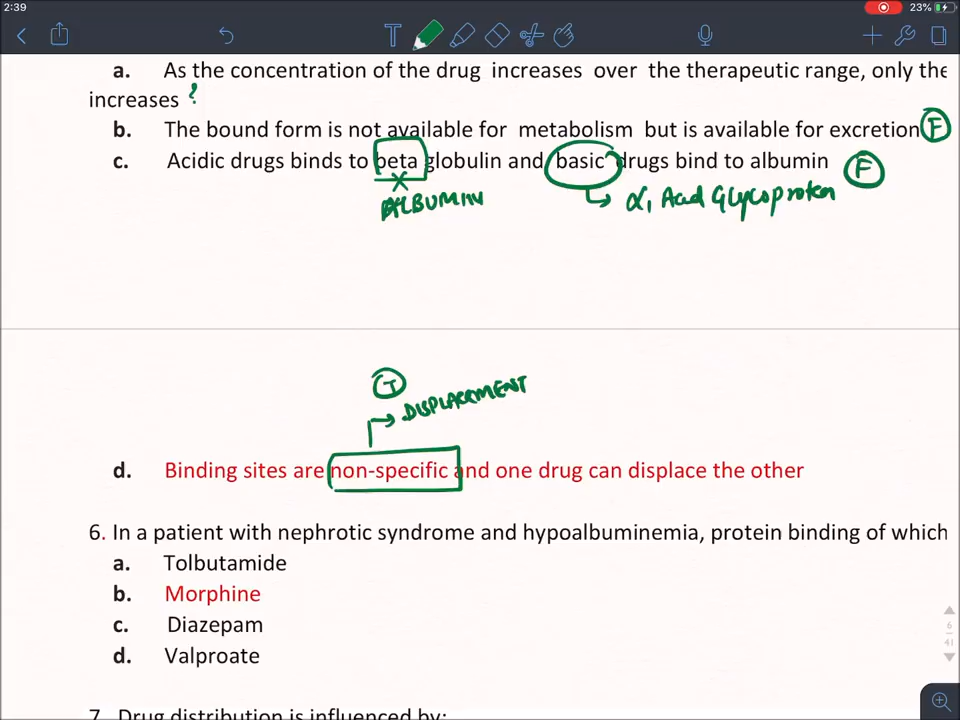 2:39
23%
T
a. As the concentration of the drug increases over the therapeutic range, only the
increases ?
b. The bound form is not available for metabolism but is available for excretion F
c. Acidic drugs binds to beta globulin and basic drugs bind to albumin F
ALBUMIN
α1 Acid Glycoprotein
T
DISPLACEMENT
d. Binding sites are non-specific and one drug can displace the other
6. In a patient with nephrotic syndrome and hypoalbuminemia, protein binding of which
a. Tolbutamide
b. Morphine
c. Diazepam
d. Valproate
6
41
7. Drug distribution is influenced by: